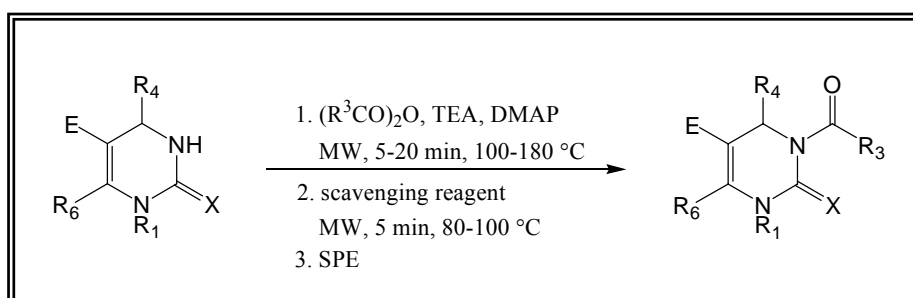 R₄
E
NH
R₆
N
X
R₁
1. (R³CO)₂O, TEA, DMAP
MW, 5-20 min, 100-180 °C
2. scavenging reagent
MW, 5 min, 80-100 °C
3. SPE
R₄
O
E
N
R₃
R₆
N
X
R₁